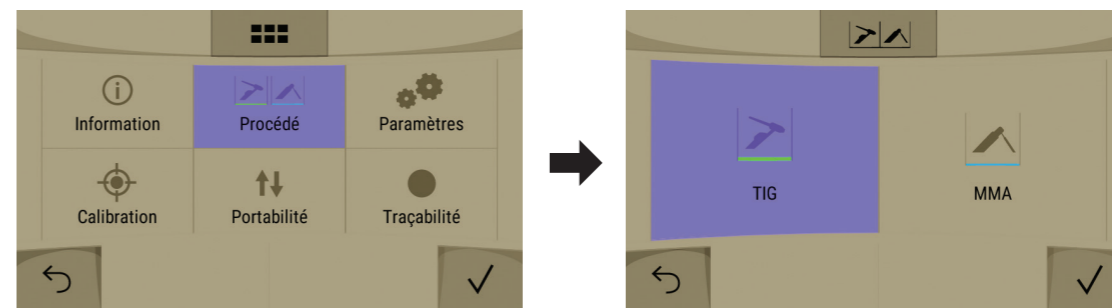 Information
Procédé
Paramètres
Calibration
Portabilité
Traçabilité
TIG
MMA